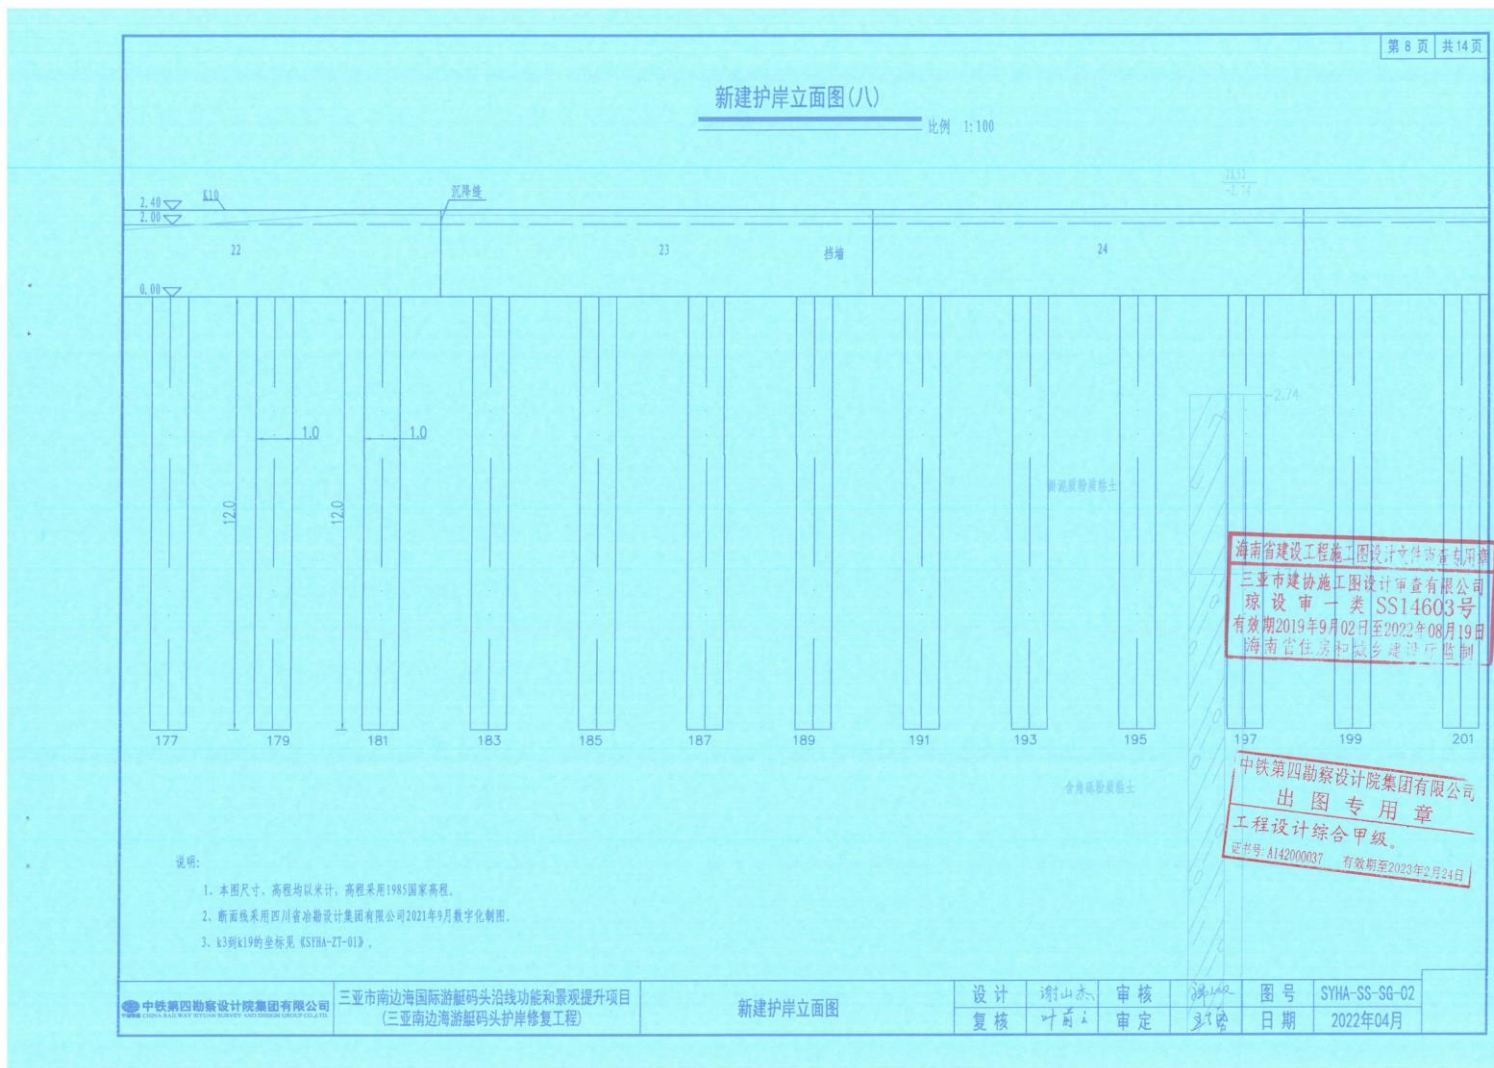 第 8 页 共14页
新建护岸立面图(八)
比例 1:100
2.40
K10
沉降缝
2.00
22
23
挡墙
24
0.00
-2.74
1.0
1.0
12.0
12.0
177
179
181
183
185
187
189
191
193
195
197
199
201
海南省建设工程施工图设计文件审查专用章
三亚市建协施工图设计审查有限公司
琼设审一类 SS14603号
有效期2019年9月02日至2022年08月19日
海南省住房和城乡建设厅监制
中铁第四勘察设计院集团有限公司
出图专用章
工程设计综合甲级。
证书号:A142000037 有效期至2023年2月24日
说明:
1、本图尺寸、高程均以米计，高程采用1985国家高程。
2、断面线采用四川省冶勘设计集团有限公司2021年9月数字化制图。
3、k3到k19的坐标见《SYHA-ZT-01》。
中铁第四勘察设计院集团有限公司
CHINA RAILWAY SIYUAN SURVEY AND DESIGN GROUP CO.,LTD.
三亚市南边海国际游艇码头沿线功能和景观提升项目
(三亚南边海游艇码头护岸修复工程)
新建护岸立面图
设计 谢山杰 审核 图号 SYHA-SS-SG-02
复核 审定 日期 2022年04月